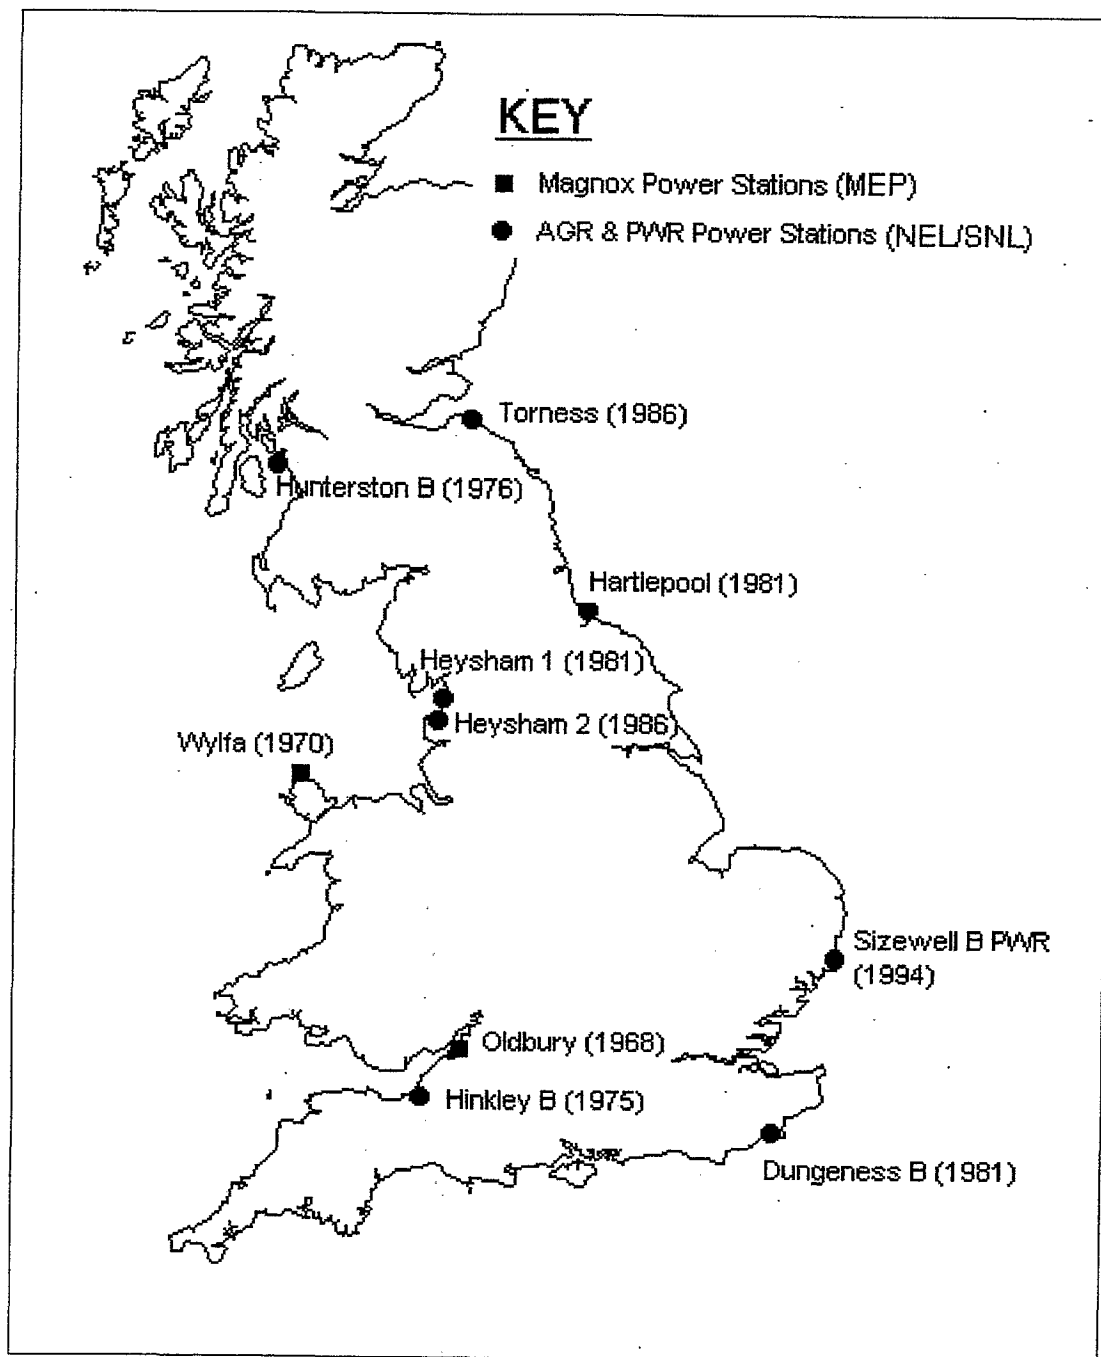 KEY
Magnox Power Stations (MEP)
AGR & PWR Power Stations (NEL/SNL)
Torness (1986)
Hunterston B (1976)
Hartlepool (1981)
Heysham 1 (1981)
Heysham 2 (1986)
Wylfa (1970)
Sizewell B PWR
(1994)
Oldbury (1968)
Hinkley B (1975)
Dungeness B (1981)